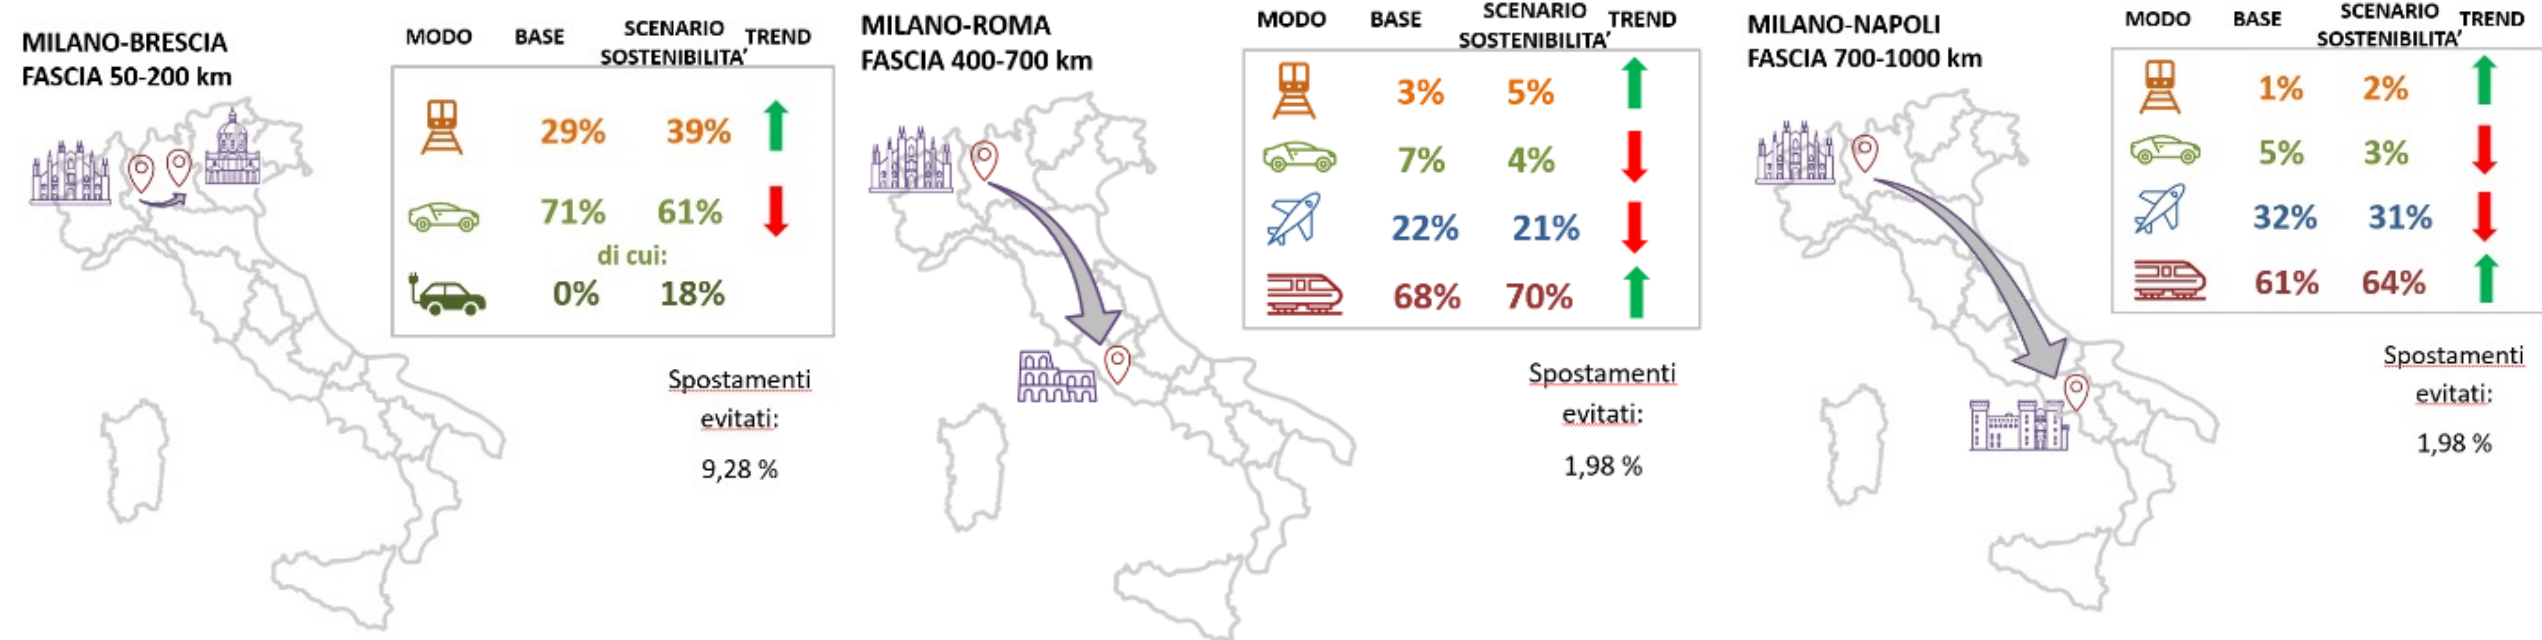 MILANO-BRESCIA
FASCIA 50-200 km
MODO BASE SCENARIO SOSTENIBILITA’ TREND
29% 39%
71% 61%
di cui:
0% 18%
Spostamenti
evitati:
9,28 %
MILANO-ROMA
FASCIA 400-700 km
MODO BASE SCENARIO SOSTENIBILITA’ TREND
3% 5%
7% 4%
22% 21%
68% 70%
Spostamenti
evitati:
1,98 %
MILANO-NAPOLI
FASCIA 700-1000 km
MODO BASE SCENARIO SOSTENIBILITA’ TREND
1% 2%
5% 3%
32% 31%
61% 64%
Spostamenti
evitati:
1,98 %